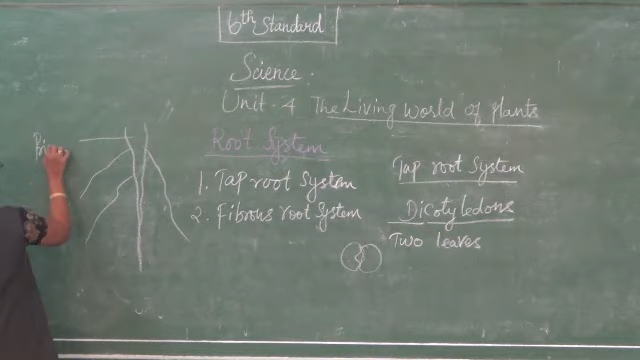 6th Standard
Science.
Unit-4 The Living World of Plants
Root System
1. Tap root System
2. Fibrous root System
Tap root System
Dicotyledons
Two leaves
Pri